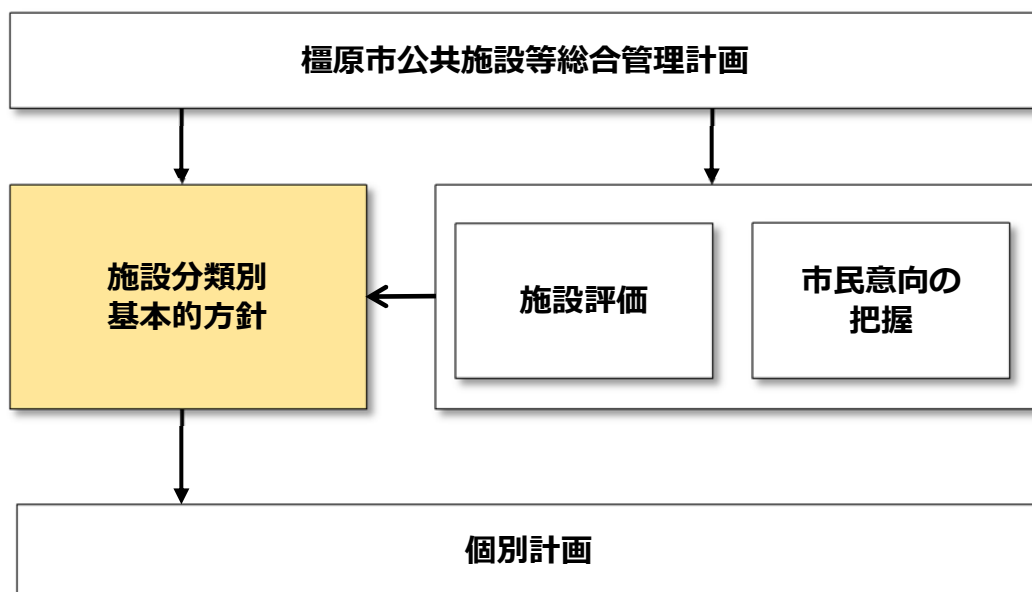 橿原市公共施設等総合管理計画
施設分類別
基本的方針
施設評価
市民意向の
把握
個別計画